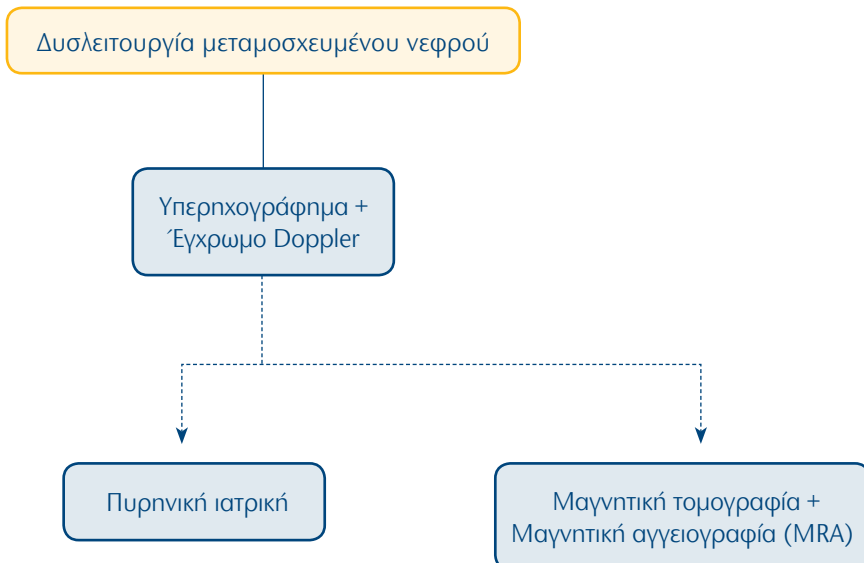 Δυσλειτουργία μεταμοσχευμένου νεφρού
Υπερηχογράφημα +
Έγχρωμο Doppler
Πυρηνική ιατρική
Μαγνητική τομογραφία +
Μαγνητική αγγειογραφία (MRA)